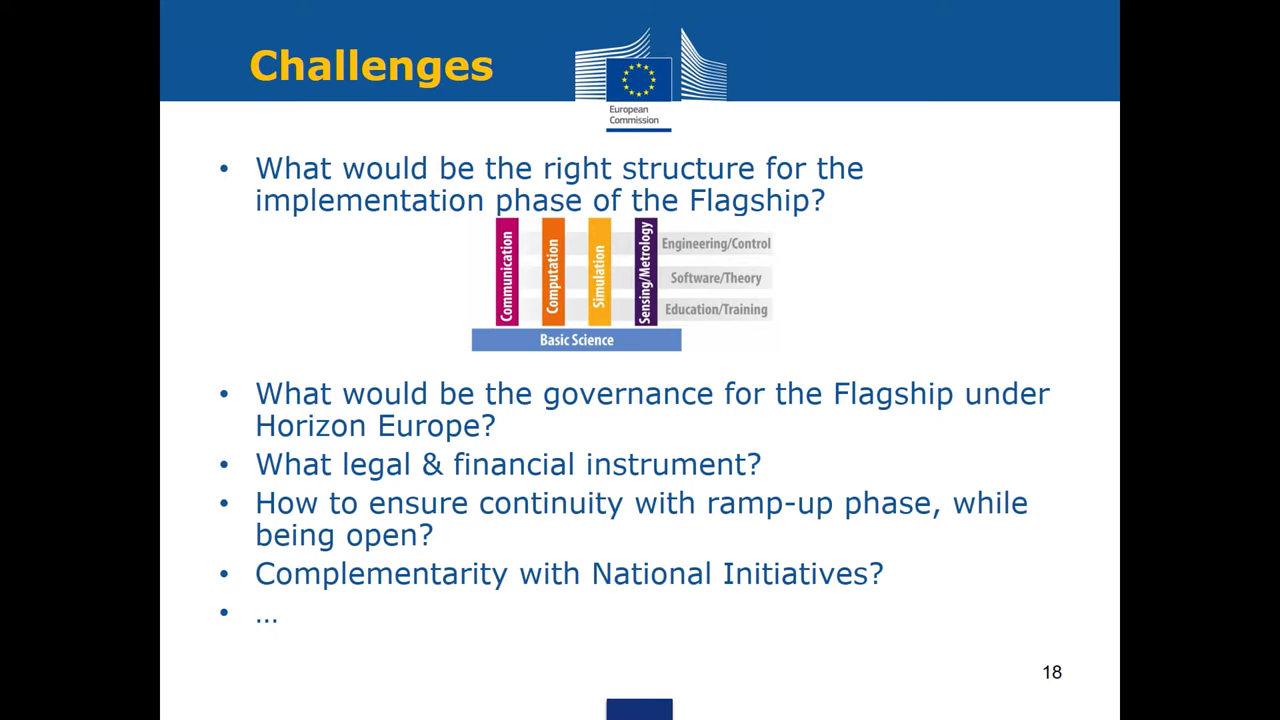 Challenges
European
Commission
• What would be the right structure for the
implementation phase of the Flagship?
Communication
Computation
Simulation
Sensing/Metrology
Engineering/Control
Software/Theory
Education/Training
Basic Science
• What would be the governance for the Flagship under
Horizon Europe?
• What legal & financial instrument?
• How to ensure continuity with ramp-up phase, while
being open?
• Complementarity with National Initiatives?
• …
18